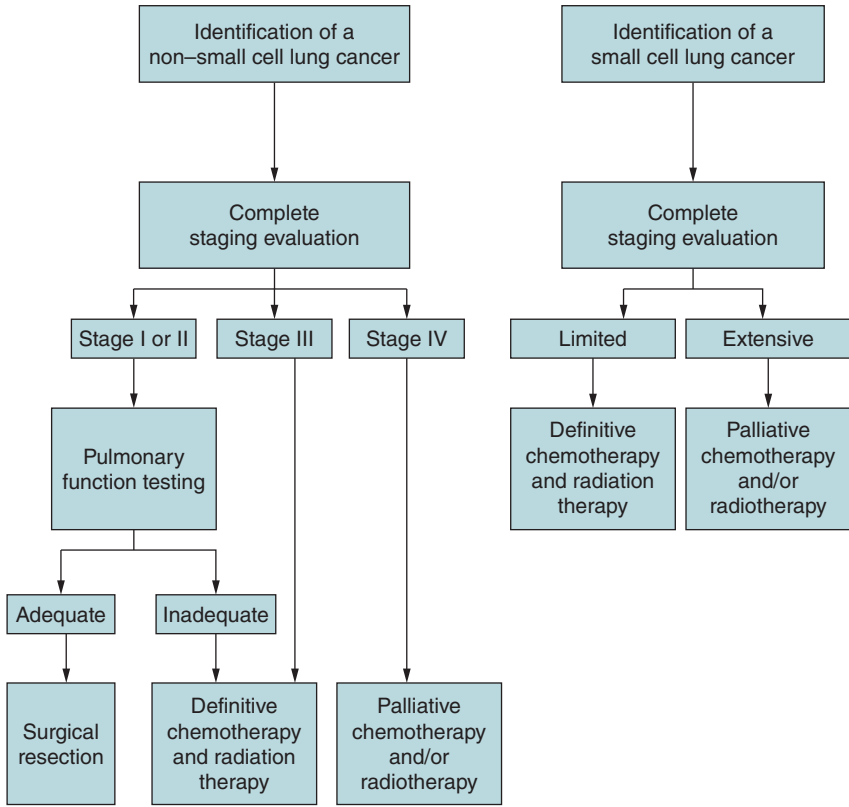 Identification of a
non–small cell lung cancer
Complete
staging evaluation
Stage I or II
Stage III
Stage IV
Pulmonary
function testing
Adequate
Inadequate
Surgical
resection
Definitive
chemotherapy
and radiation
therapy
Palliative
chemotherapy
and/or
radiotherapy
Identification of a
small cell lung cancer
Complete
staging evaluation
Limited
Extensive
Definitive
chemotherapy
and radiation
therapy
Palliative
chemotherapy
and/or
radiotherapy